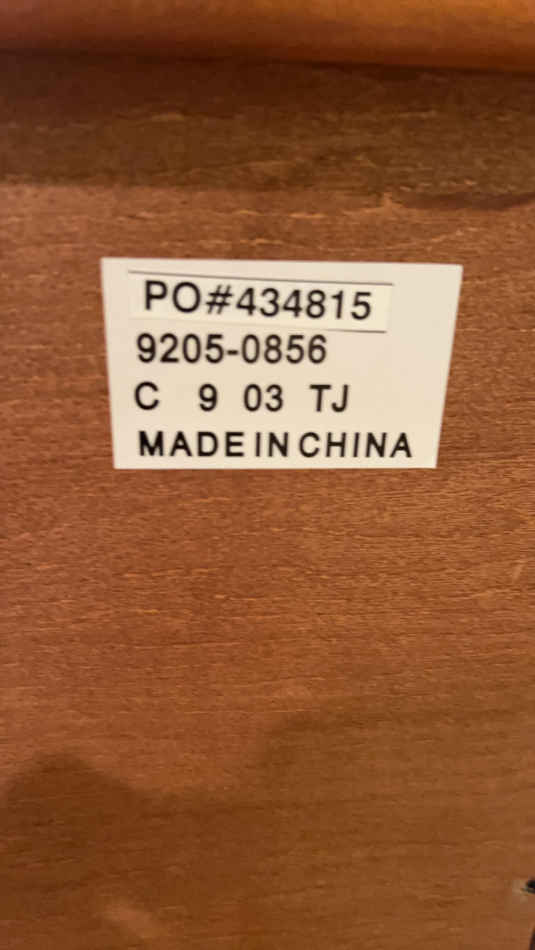 PO#434815
9205-0856
C 9 03 TJ
MADE IN CHINA